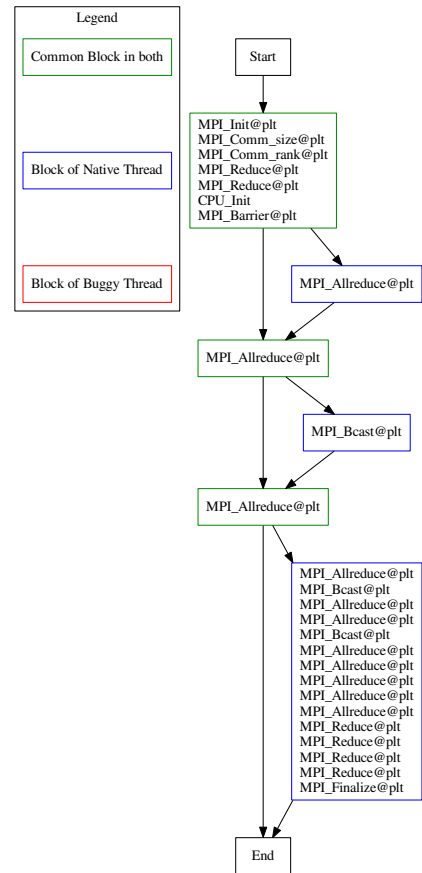 Legend
Common Block in both
Block of Native Thread
Block of Buggy Thread
Start
MPI_Init@plt
MPI_Comm_size@plt
MPI_Comm_rank@plt
MPI_Reduce@plt
MPI_Reduce@plt
CPU_Init
MPI_Barrier@plt
MPI_Allreduce@plt
MPI_Allreduce@plt
MPI_Bcast@plt
MPI_Allreduce@plt
MPI_Allreduce@plt
MPI_Bcast@plt
MPI_Allreduce@plt
MPI_Allreduce@plt
MPI_Bcast@plt
MPI_Allreduce@plt
MPI_Allreduce@plt
MPI_Allreduce@plt
MPI_Allreduce@plt
MPI_Allreduce@plt
MPI_Reduce@plt
MPI_Reduce@plt
MPI_Reduce@plt
MPI_Reduce@plt
MPI_Finalize@plt
End